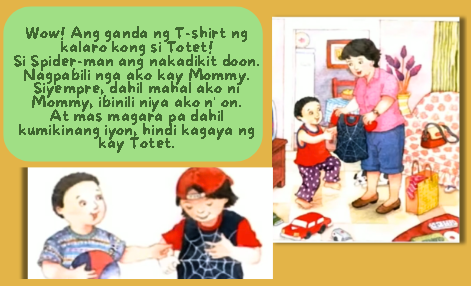 Wow! Ang ganda ng T-shirt ng
kalaro kong si Totet!
Si Spider-man ang nakadikit doon.
Nagpabili nga ako kay Mommy.
Siyempre, dahil mahal ako ni
Mommy, ibinili niya ako n' on.
At mas magara pa dahil
kumikinang iyon, hindi kagaya ng
kay Totet.